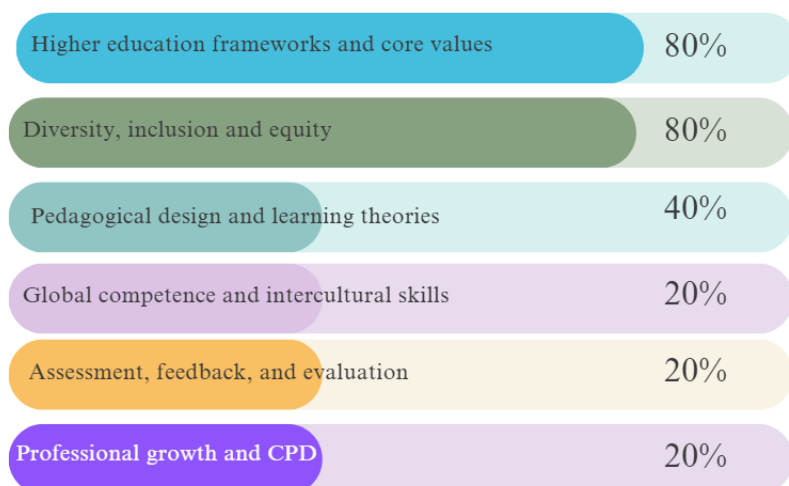 Higher education frameworks and core values 80%
Diversity, inclusion and equity 80%
Pedagogical design and learning theories 40%
Global competence and intercultural skills 20%
Assessment, feedback, and evaluation 20%
Professional growth and CPD 20%